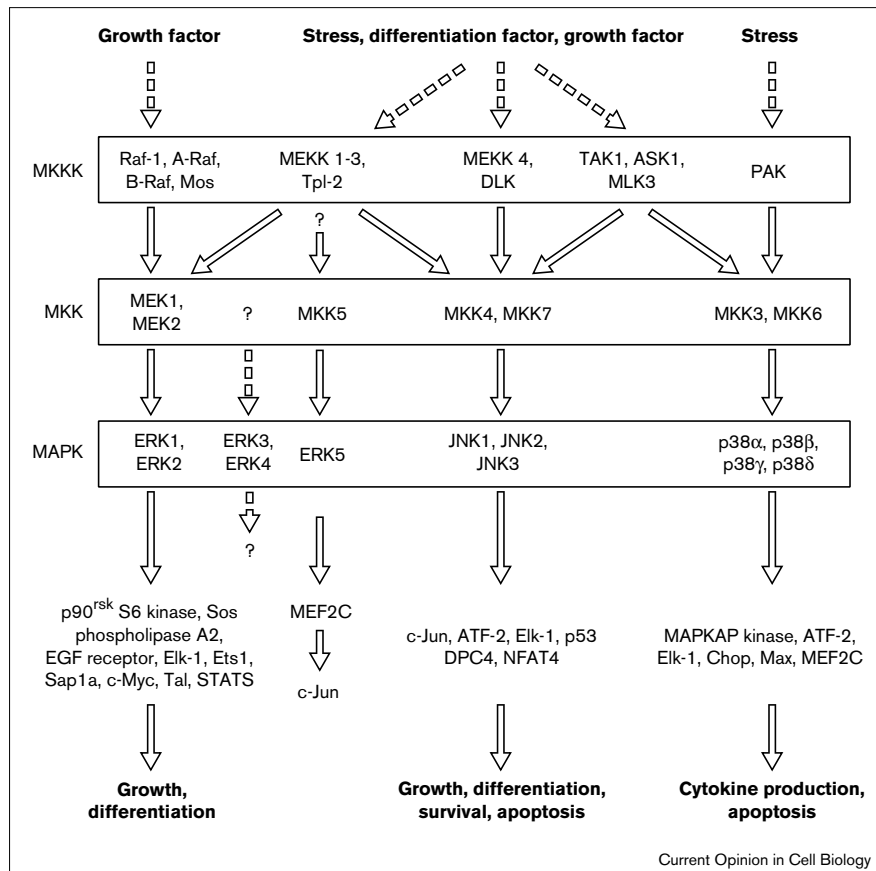 Growth factor
Stress, differentiation factor, growth factor
Stress
MKKK
Raf-1, A-Raf,
B-Raf, Mos
MEKK 1-3,
Tpl-2
MEKK 4,
DLK
TAK1, ASK1,
MLK3
PAK
?
MKK
MEK1,
MEK2
?
MKK5
MKK4, MKK7
MKK3, MKK6
MAPK
ERK1,
ERK2
ERK3,
ERK4
ERK5
JNK1, JNK2,
JNK3
p38α, p38β,
p38γ, p38δ
?
p90rsk S6 kinase, Sos
phospholipase A2,
EGF receptor, Elk-1, Ets1,
Sap1a, c-Myc, Tal, STATS
MEF2C
c-Jun
c-Jun, ATF-2, Elk-1, p53
DPC4, NFAT4
MAPKAP kinase, ATF-2,
Elk-1, Chop, Max, MEF2C
Growth,
differentiation
Growth, differentiation,
survival, apoptosis
Cytokine production,
apoptosis
Current Opinion in Cell Biology